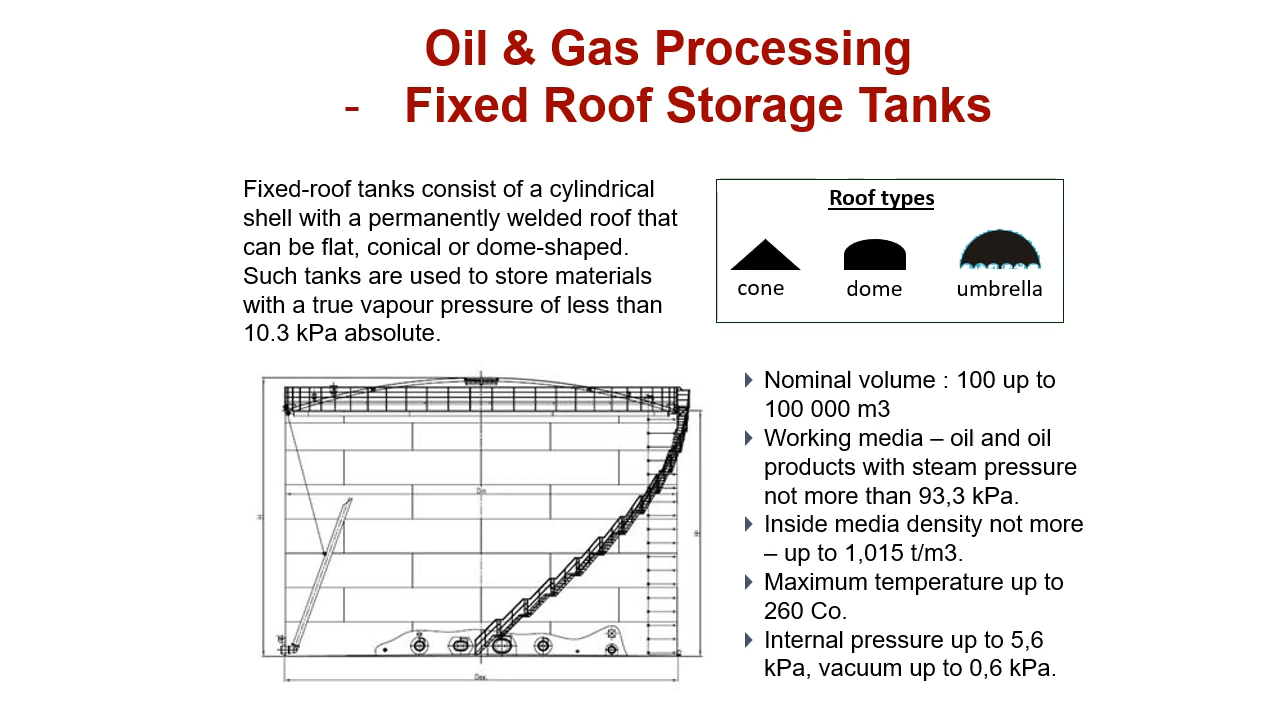 Oil & Gas Processing
- Fixed Roof Storage Tanks
Fixed-roof tanks consist of a cylindrical
shell with a permanently welded roof that
can be flat, conical or dome-shaped.
Such tanks are used to store materials
with a true vapour pressure of less than
10.3 kPa absolute.
Roof types
cone
dome
umbrella
Nominal volume : 100 up to
100 000 m3
Working media – oil and oil
products with steam pressure
not more than 93,3 kPa.
Inside media density not more
– up to 1,015 t/m3.
Maximum temperature up to
260 Co.
Internal pressure up to 5,6
kPa, vacuum up to 0,6 kPa.